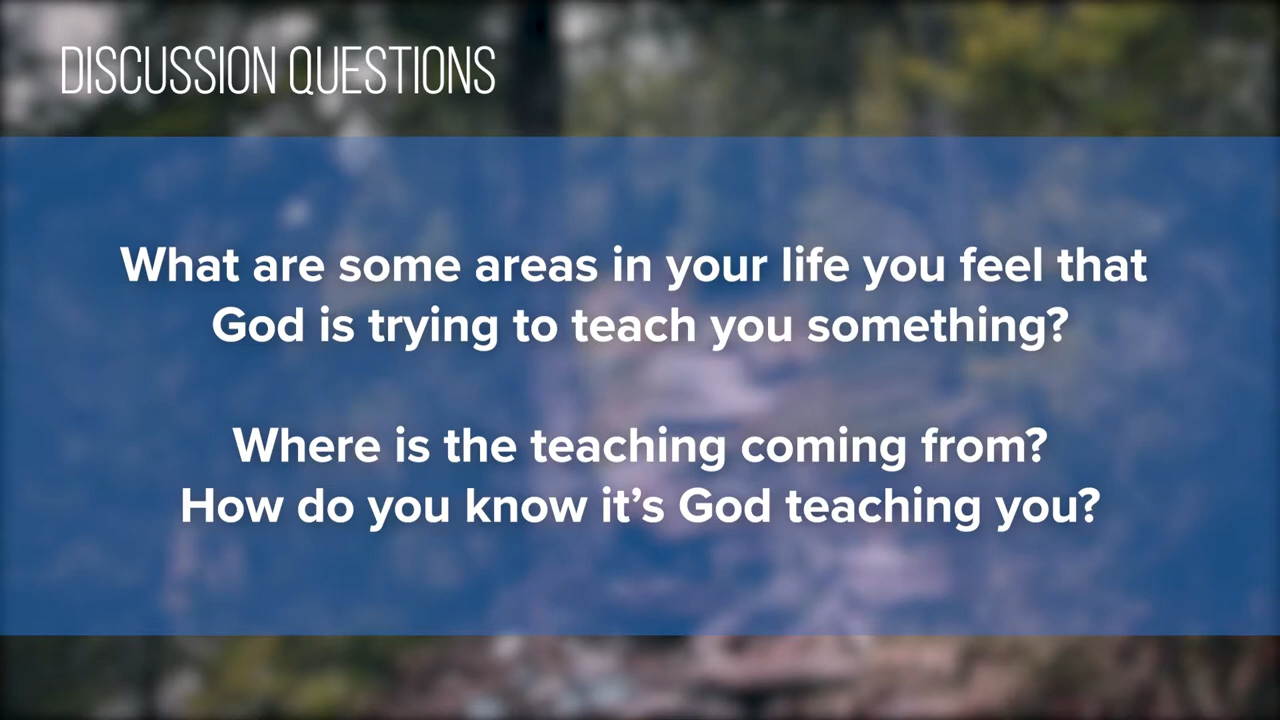 DISCUSSION QUESTIONS
What are some areas in your life you feel that
God is trying to teach you something?
Where is the teaching coming from?
How do you know it’s God teaching you?